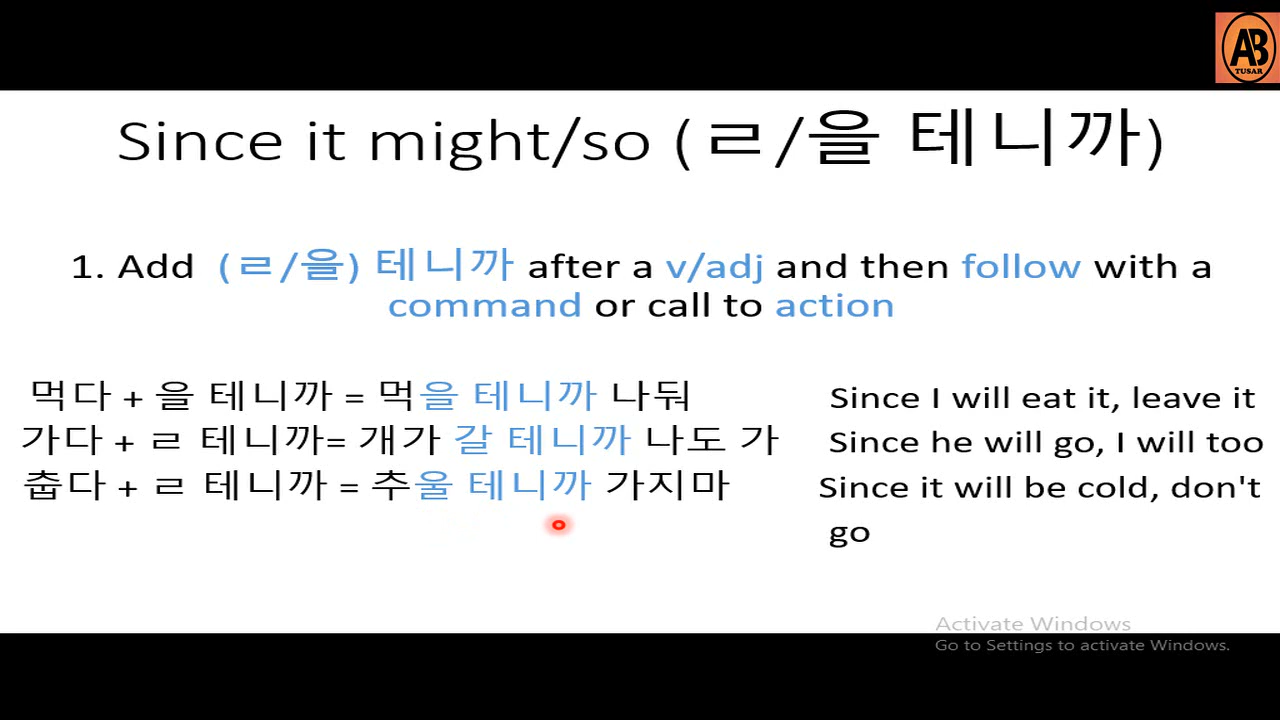 AB
TUSAR
Since it might/so (ㄹ/을 테니까)
1. Add (ㄹ/을) 테니까 after a v/adj and then follow with a
command or call to action
먹다 + 을 테니까 = 먹을 테니까 나둬
Since I will eat it, leave it
가다 + ㄹ 테니까= 개가 갈 테니까 나도 가
Since he will go, I will too
춥다 + ㄹ 테니까 = 추울 테니까 가지마
Since it will be cold, don't
go
Activate Windows
Go to Settings to activate Windows.